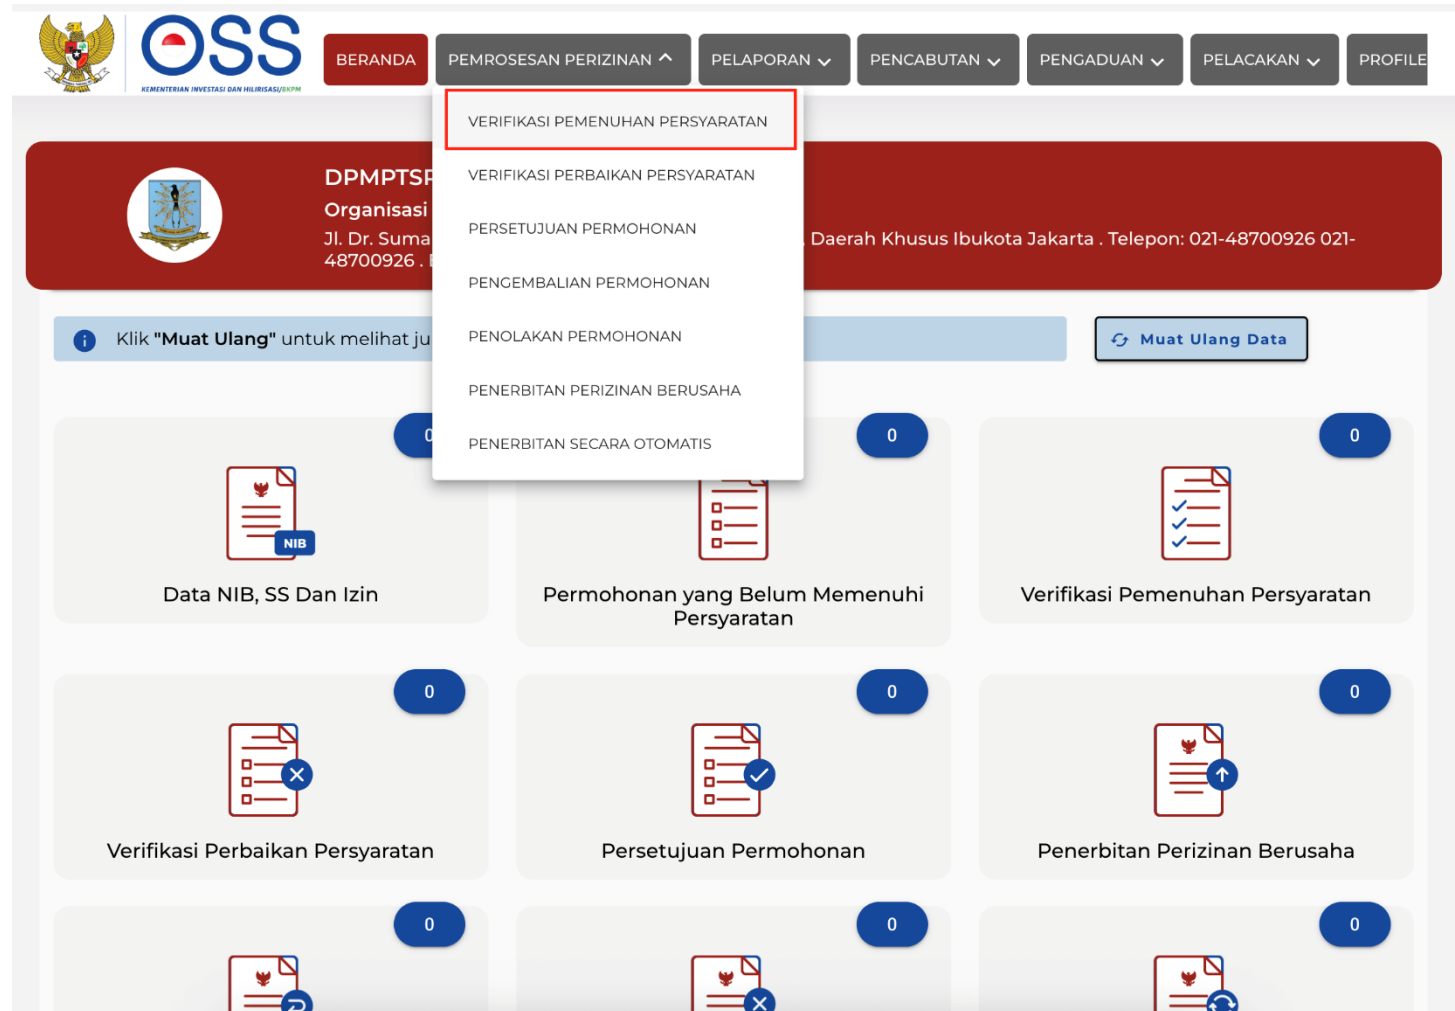 OSS
KEMENTERIAN INVESTASI DAN HILIRISASI/BKPM
BERANDA
PEMROSESAN PERIZINAN
PELAPORAN
PENCABUTAN
PENGADUAN
PELACAKAN
PROFILE
VERIFIKASI PEMENUHAN PERSYARATAN
VERIFIKASI PERBAIKAN PERSYARATAN
PERSETUJUAN PERMOHONAN
PENGEMBALIAN PERMOHONAN
PENOLAKAN PERMOHONAN
PENERBITAN PERIZINAN BERUSAHA
PENERBITAN SECARA OTOMATIS
DPMPTSP
Organisasi
Jl. Dr. Suma . Daerah Khusus Ibukota Jakarta . Telepon: 021-48700926 021-
48700926 .
Klik "Muat Ulang" untuk melihat ju
Muat Ulang Data
0
NIB
Data NIB, SS Dan Izin
0
Permohonan yang Belum Memenuhi
Persyaratan
0
Verifikasi Pemenuhan Persyaratan
0
Verifikasi Perbaikan Persyaratan
0
Persetujuan Permohonan
0
Penerbitan Perizinan Berusaha
0
0
0